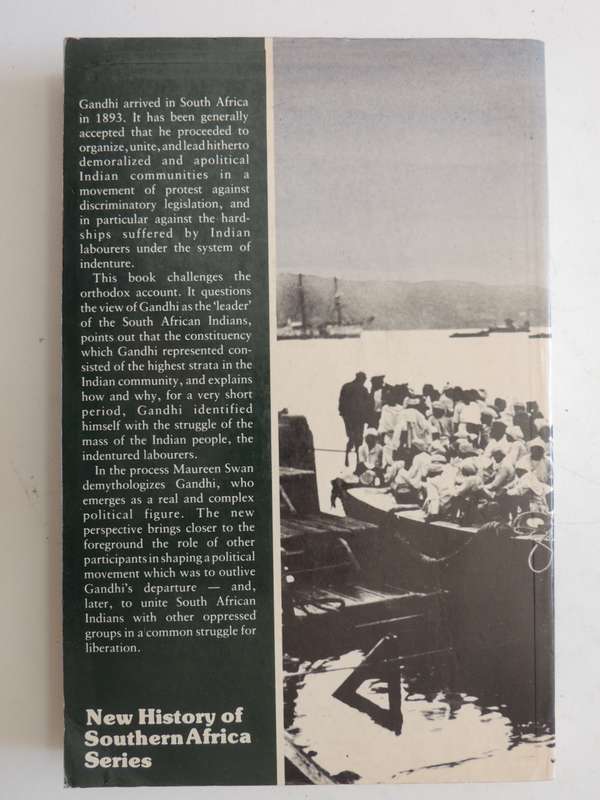 Gandhi arrived in South Africa
in 1893. It has been generally
accepted that he proceeded to
organize, unite, and lead hitherto
demoralized and apolitical
Indian communities in a
movement of protest against
discriminatory legislation, and
in particular against the hard-
ships suffered by Indian
labourers under the system of
indenture.
This book challenges the
orthodox account. It questions
the view of Gandhi as the 'leader'
of the South African Indians,
points out that the constituency
which Gandhi represented con-
sisted of the highest strata in the
Indian community, and explains
how and why, for a very short
period, Gandhi identified
himself with the struggle of the
mass of the Indian people, the
indentured labourers.
In the process Maureen Swan
demythologizes Gandhi, who
emerges as a real and complex
political figure. The new
perspective brings closer to the
foreground the role of other
participants in shaping a political
movement which was to outlive
Gandhi's departure — and,
later, to unite South African
Indians with other oppressed
groups in a common struggle for
liberation.
New History of
Southern Africa
Series